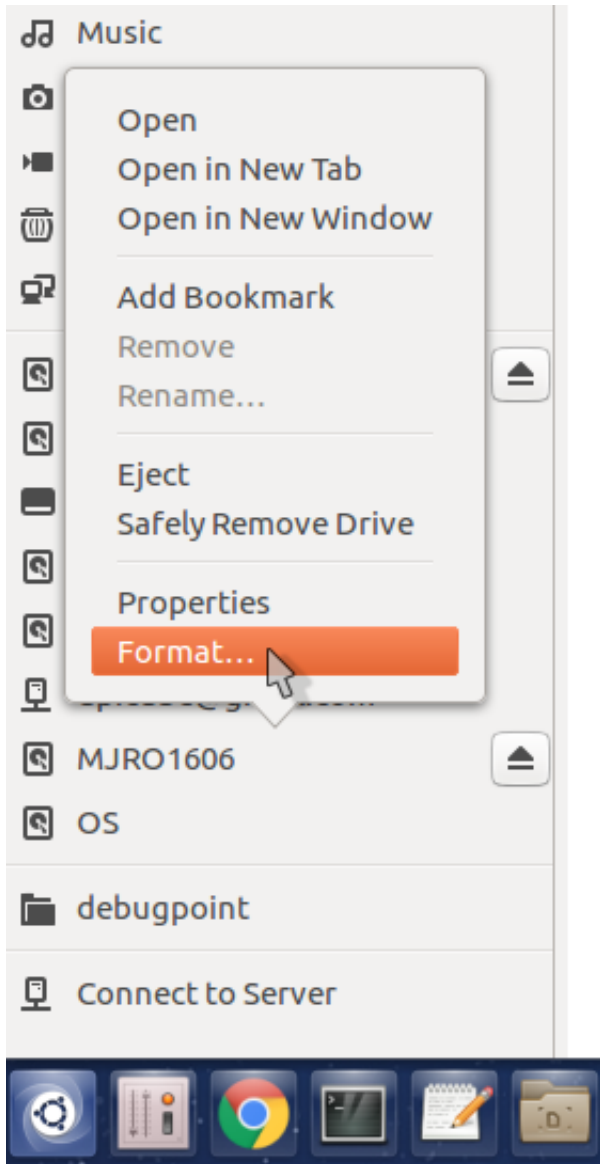 Music
Open
Open in New Tab
Open in New Window
Add Bookmark
Remove
Rename...
Eject
Safely Remove Drive
Properties
Format...
MJRO1606
OS
debugpoint
Connect to Server
D